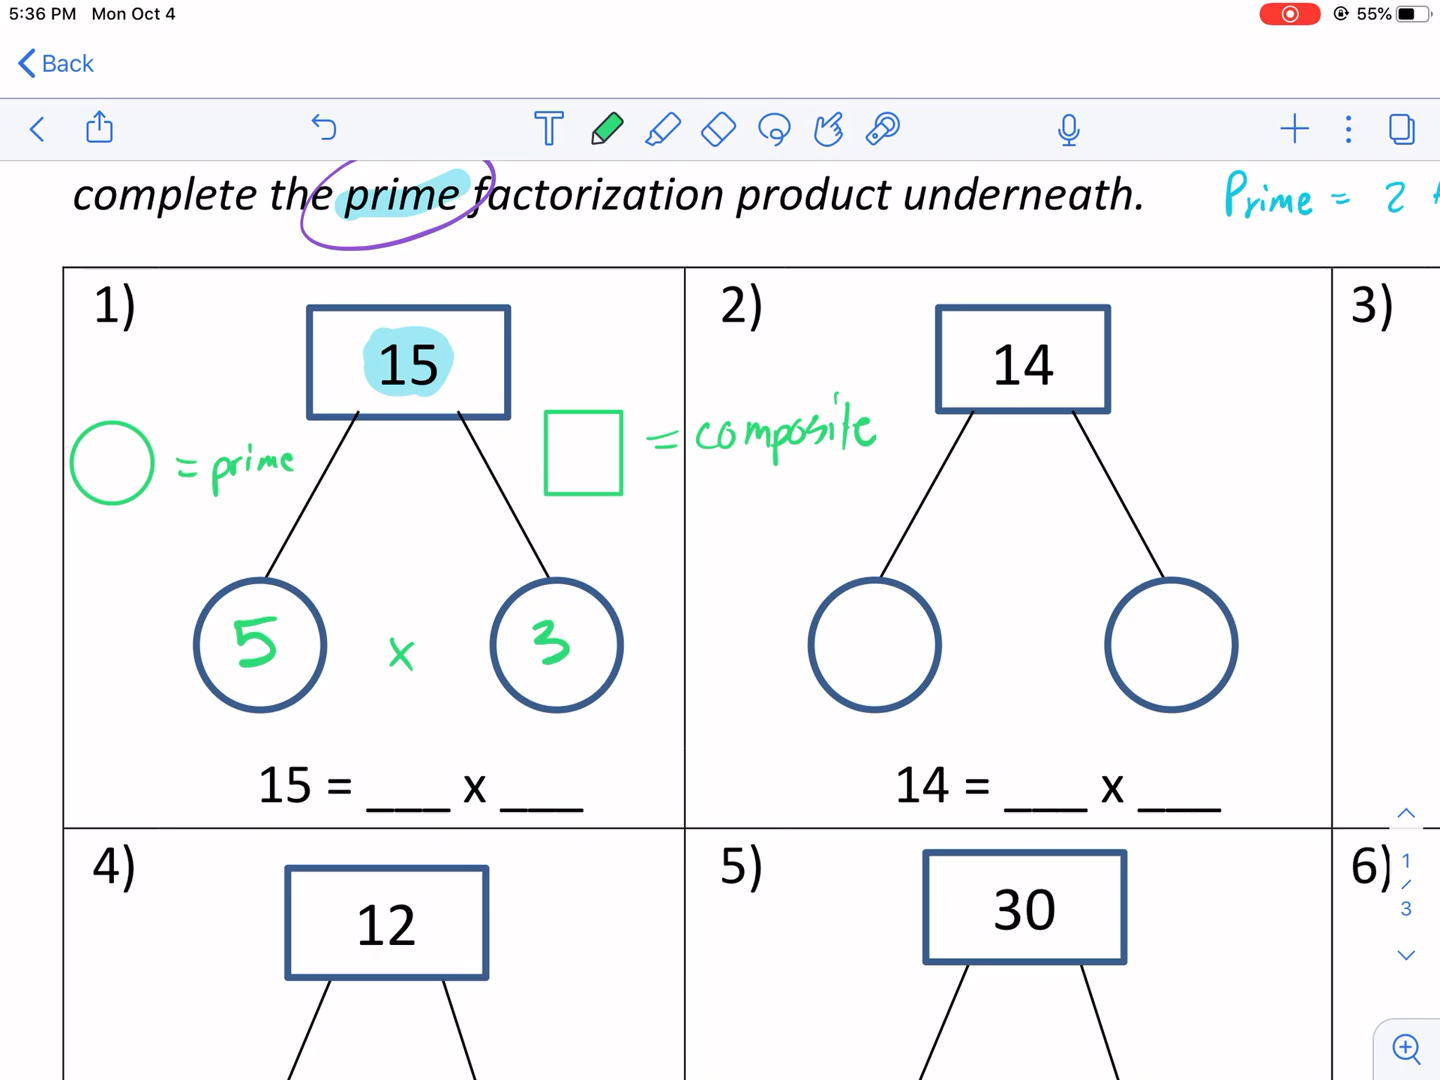 5:36 PM Mon Oct 4
55%
Back
complete the prime factorization product underneath.
Prime = 2
1)
15
= prime
= composite
5 x 3
15 = ___ x ___
2)
14
14 = ___ x ___
3)
4)
12
5)
30
6)
1
/
3